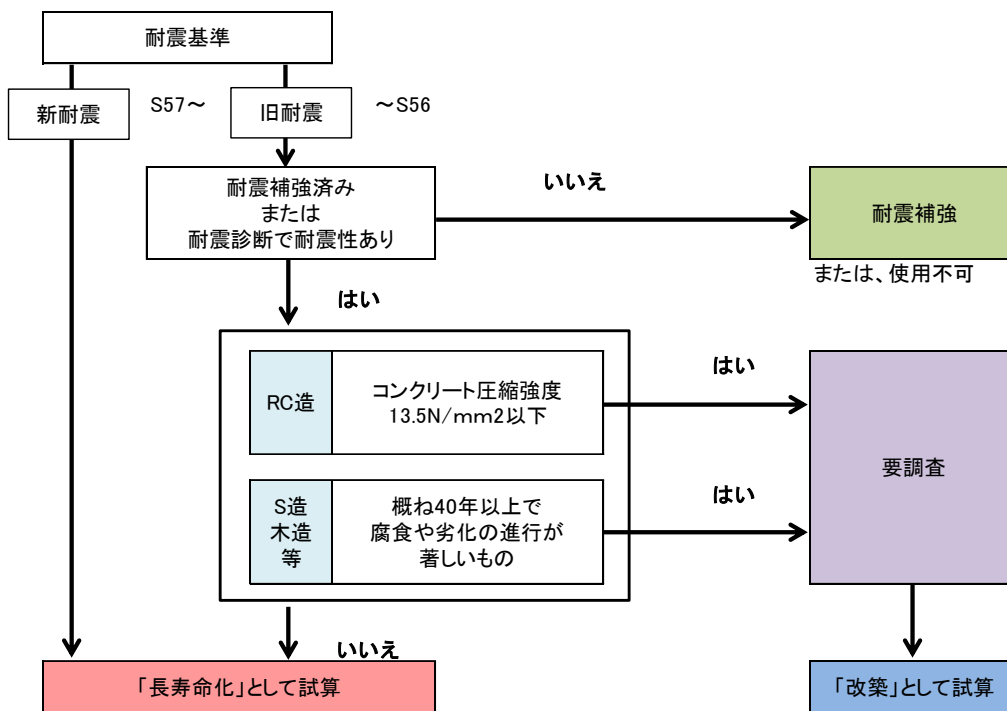 耐震基準
新耐震
S57～
旧耐震
～S56
耐震補強済み
または
耐震診断で耐震性あり
いいえ
耐震補強
または、使用不可
はい
RC造
コンクリート圧縮強度
13.5N/mm2以下
はい
要調査
S造
木造
等
概ね40年以上で
腐食や劣化の進行が
著しいもの
はい
いいえ
「長寿命化」として試算
「改築」として試算